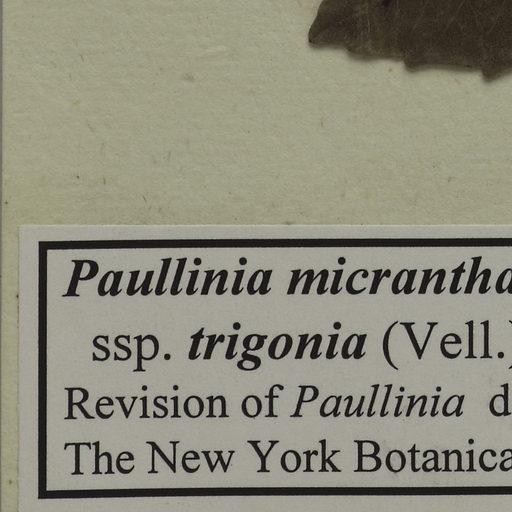 Paullinia micrantha
ssp. trigonia (Vell.)
Revision of Paullinia d
The New York Botanica